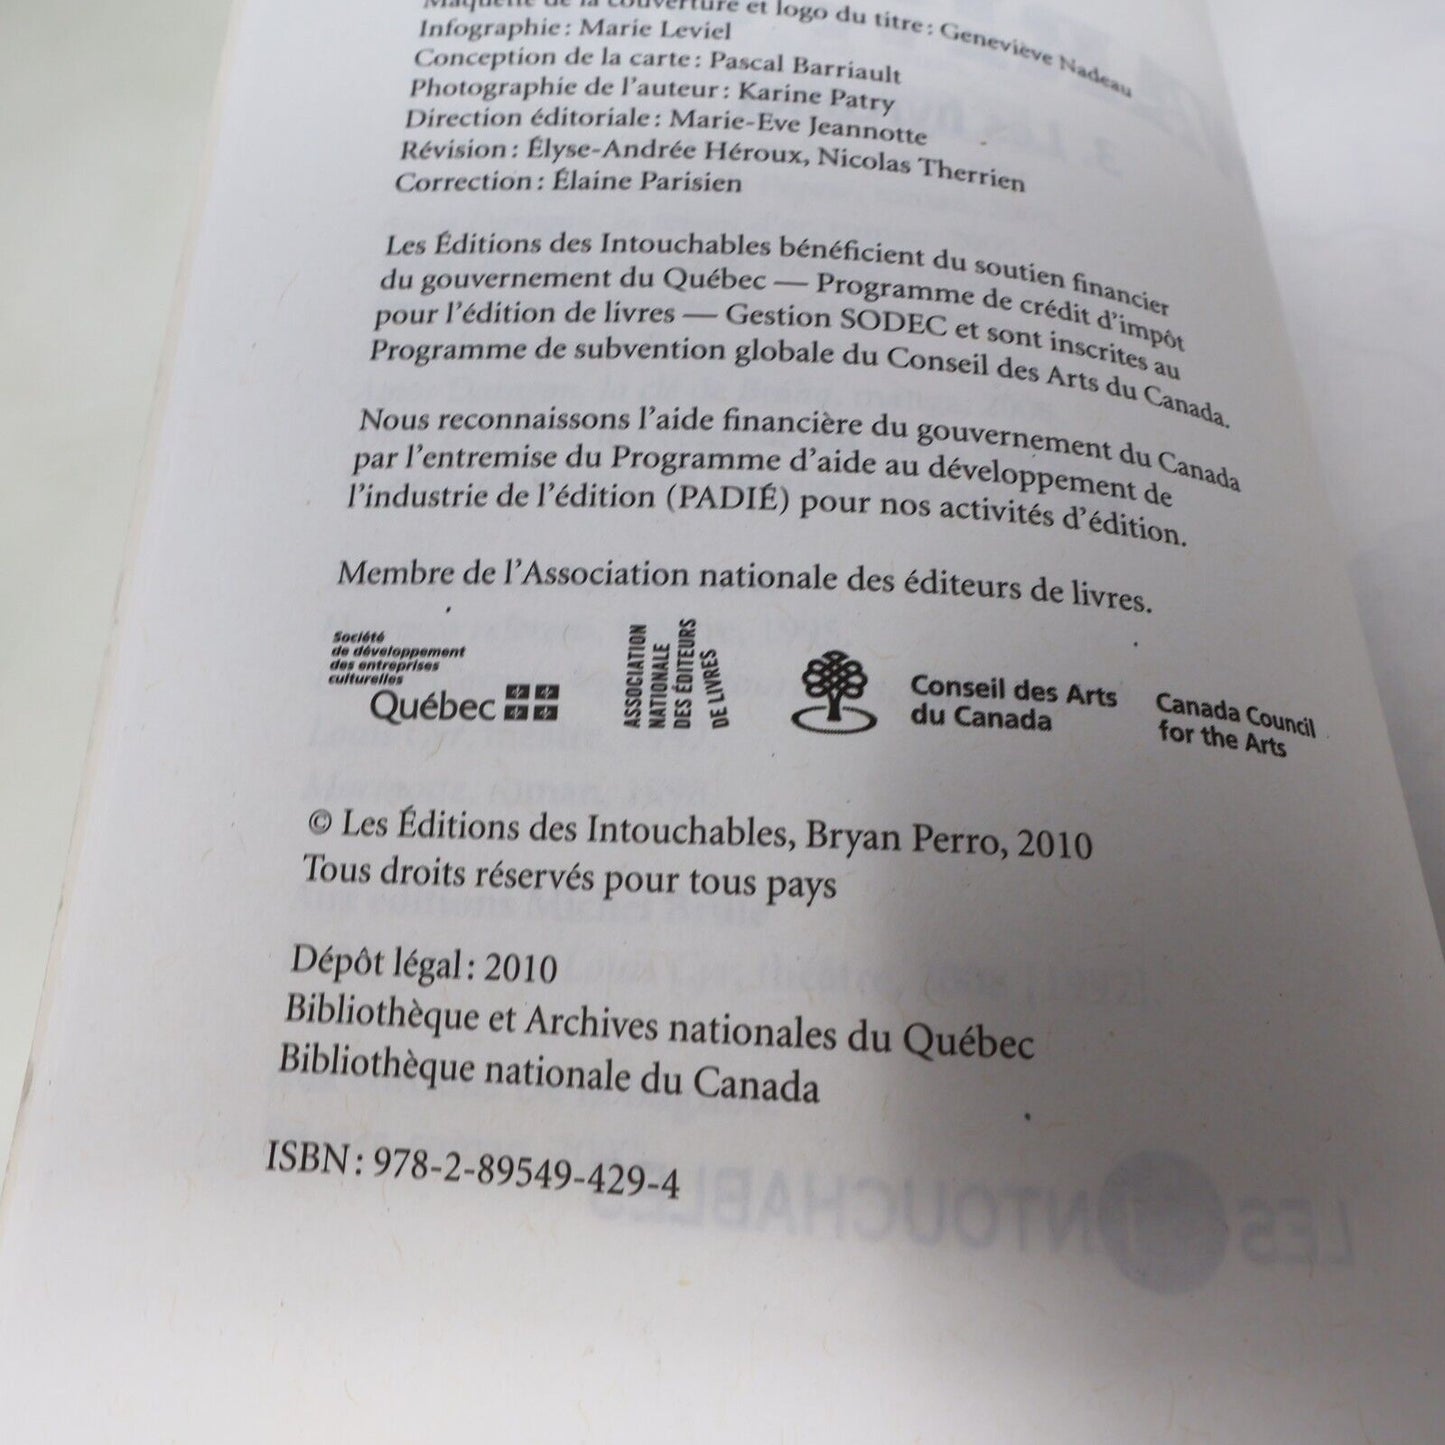 Maquette de la couverture et logo du titre : Geneviève Nadeau
Infographie : Marie Leviel
Conception de la carte : Pascal Barriault
Photographie de l'auteur : Karine Patry
Direction éditoriale : Marie-Eve Jeannotte
Révision : Élyse-Andrée Héroux, Nicolas Therrien
Correction : Élaine Parisien
Les Éditions des Intouchables bénéficient du soutien financier
du gouvernement du Québec — Programme de crédit d'impôt
pour l'édition de livres — Gestion SODEC et sont inscrites au
Programme de subvention globale du Conseil des Arts du Canada.
Nous reconnaissons l'aide financière du gouvernement du Canada
par l'entremise du Programme d'aide au développement de
l'industrie de l'édition (PADIÉ) pour nos activités d'édition.
Membre de l'Association nationale des éditeurs de livres.
Société
de développement
des entreprises
culturelles
Québec
ASSOCIATION
NATIONALE
DES ÉDITEURS
DE LIVRES
Conseil des Arts
du Canada
Canada Council
for the Arts
© Les Éditions des Intouchables, Bryan Perro, 2010
Tous droits réservés pour tous pays
Dépôt légal : 2010
Bibliothèque et Archives nationales du Québec
Bibliothèque nationale du Canada
ISBN : 978-2-89549-429-4
LES INTOUCHABLES